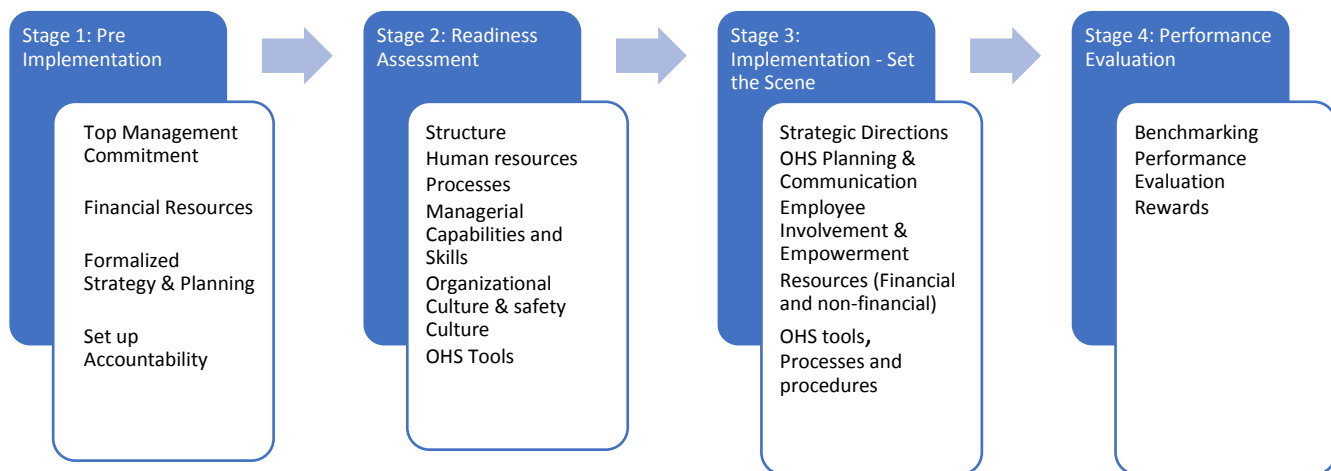 Stage 1: Pre
Implementation
Top Management
Commitment
Financial Resources
Formalized
Strategy & Planning
Set up
Accountability
Stage 2: Readiness
Assessment
Structure
Human resources
Processes
Managerial
Capabilities and
Skills
Organizational
Culture & safety
Culture
OHS Tools
Stage 3:
Implementation - Set
the Scene
Strategic Directions
OHS Planning &
Communication
Employee
Involvement &
Empowerment
Resources (Financial
and non-financial)
OHS tools,
Processes and
procedures
Stage 4: Performance
Evaluation
Benchmarking
Performance
Evaluation
Rewards